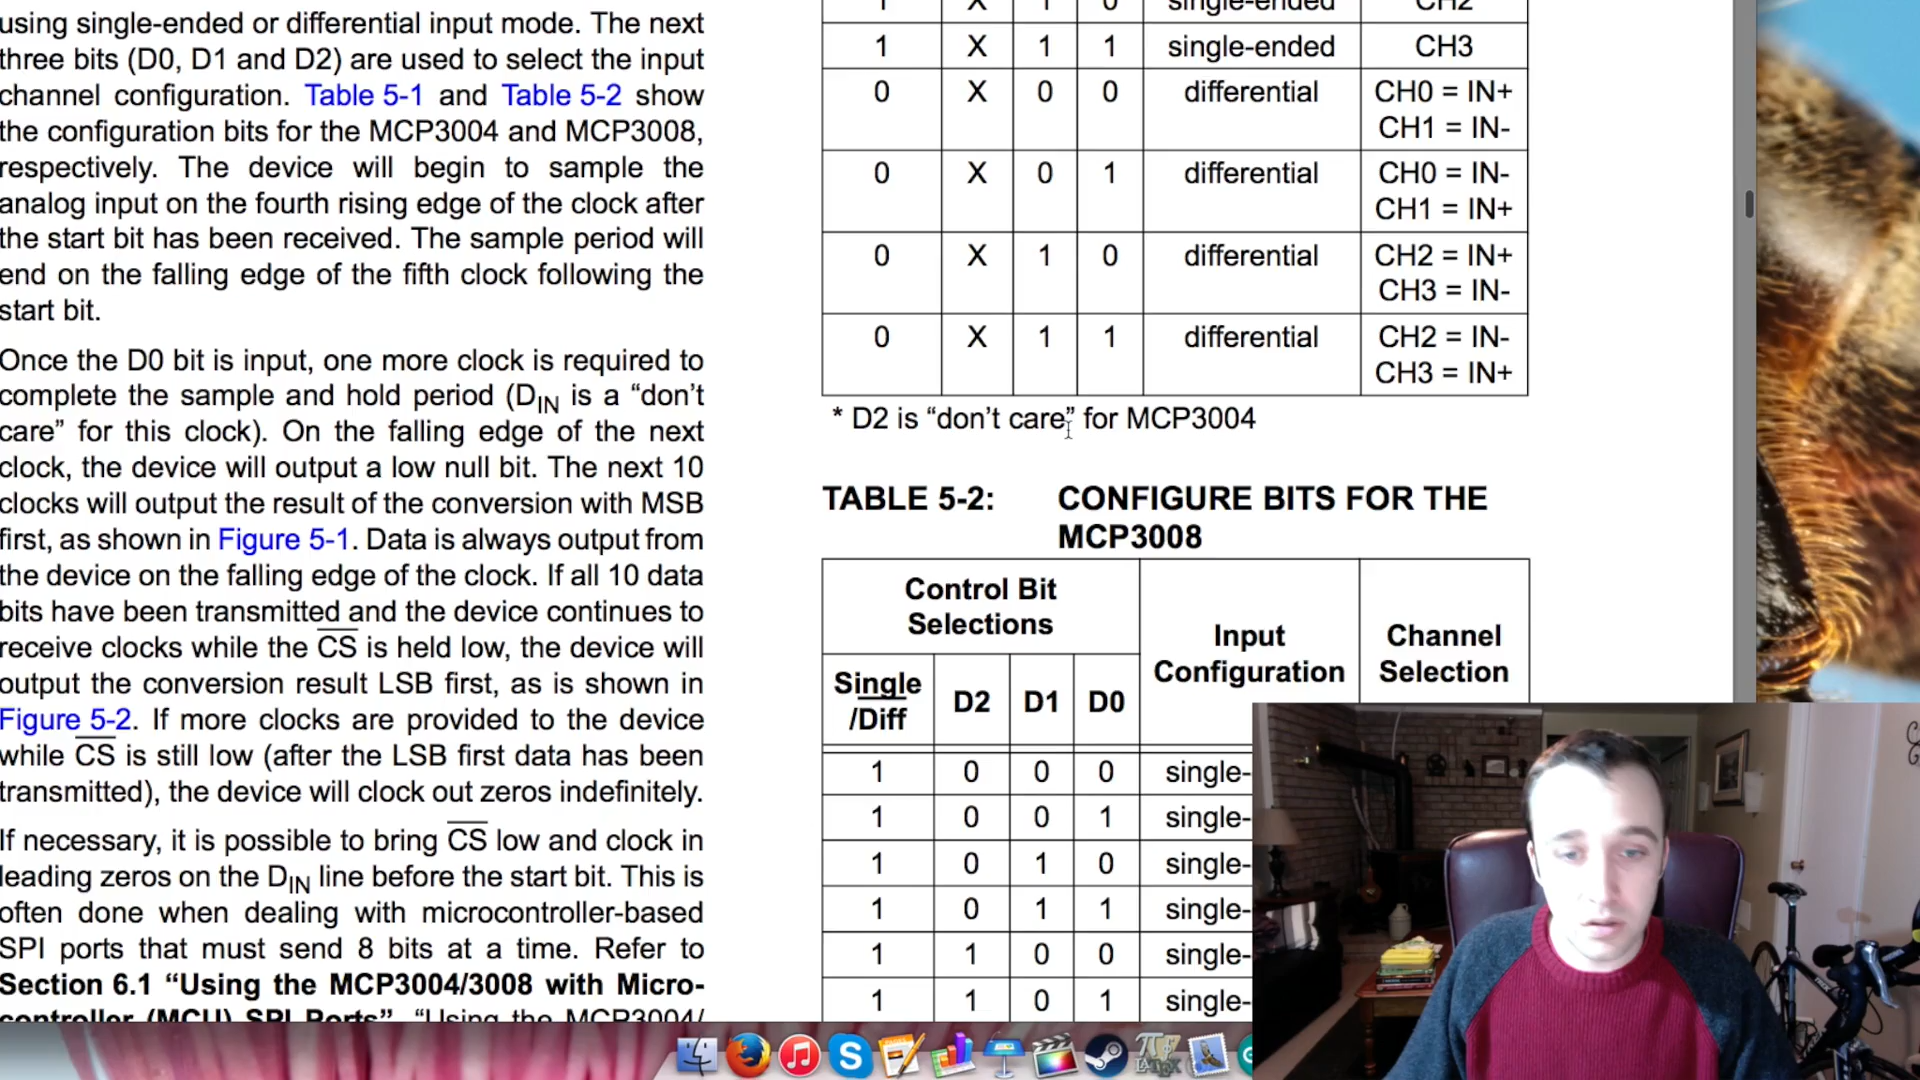 using single-ended or differential input mode. The next
three bits (D0, D1 and D2) are used to select the input
channel configuration. Table 5-1 and Table 5-2 show
the configuration bits for the MCP3004 and MCP3008,
respectively. The device will begin to sample the
analog input on the fourth rising edge of the clock after
the start bit has been received. The sample period will
end on the falling edge of the fifth clock following the
start bit.
Once the D0 bit is input, one more clock is required to
complete the sample and hold period (DIN is a “don’t
care” for this clock). On the falling edge of the next
clock, the device will output a low null bit. The next 10
clocks will output the result of the conversion with MSB
first, as shown in Figure 5-1. Data is always output from
the device on the falling edge of the clock. If all 10 data
bits have been transmitted and the device continues to
receive clocks while the CS is held low, the device will
output the conversion result LSB first, as is shown in
Figure 5-2. If more clocks are provided to the device
while CS is still low (after the LSB first data has been
transmitted), the device will clock out zeros indefinitely.
If necessary, it is possible to bring CS low and clock in
leading zeros on the DIN line before the start bit. This is
often done when dealing with microcontroller-based
SPI ports that must send 8 bits at a time. Refer to
Section 6.1 “Using the MCP3004/3008 with Micro-
controller (MCU) SPI Ports”, “Using the MCP3004/
1 X 1 0 single-ended CH2
1 X 1 1 single-ended CH3
0 X 0 0 differential CH0 = IN+
CH1 = IN-
0 X 0 1 differential CH0 = IN-
CH1 = IN+
0 X 1 0 differential CH2 = IN+
CH3 = IN-
0 X 1 1 differential CH2 = IN-
CH3 = IN+
* D2 is “don’t care” for MCP3004
TABLE 5-2: CONFIGURE BITS FOR THE
MCP3008
Control Bit
Selections
Input
Configuration
Channel
Selection
Single
/Diff
D2 D1 D0
1 0 0 0 single-
1 0 0 1 single-
1 0 1 0 single-
1 0 1 1 single-
1 1 0 0 single-
1 1 0 1 single-